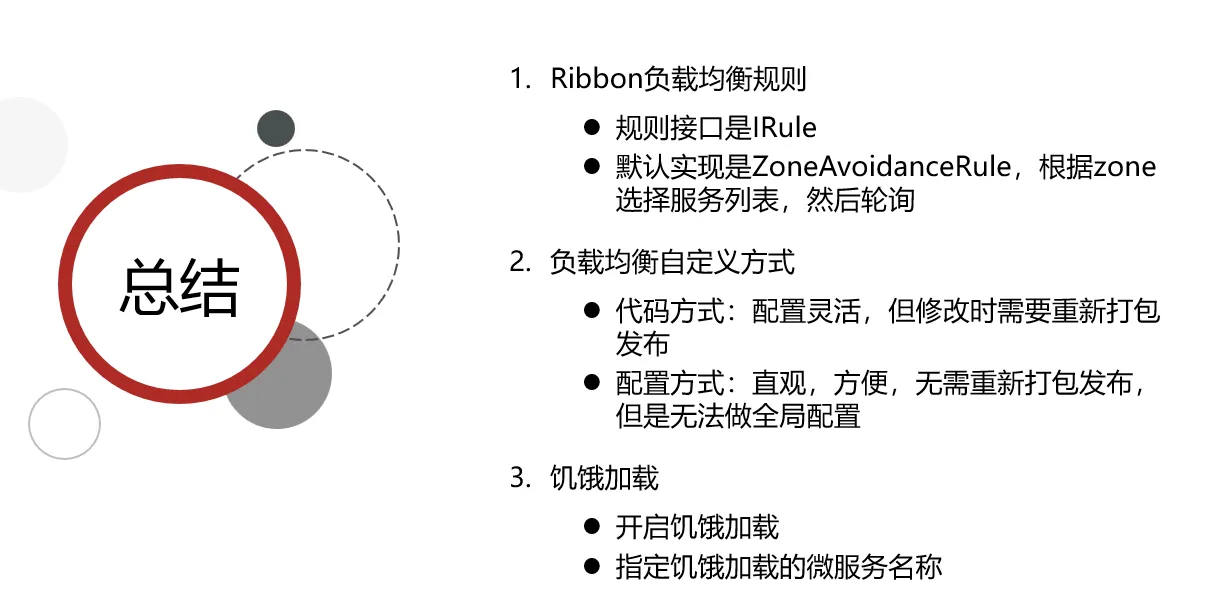 总结
1. Ribbon负载均衡规则
● 规则接口是IRule
● 默认实现是ZoneAvoidanceRule，根据zone
选择服务列表，然后轮询
2. 负载均衡自定义方式
● 代码方式：配置灵活，但修改时需要重新打包
发布
● 配置方式：直观，方便，无需重新打包发布，
但是无法做全局配置
3. 饥饿加载
● 开启饥饿加载
● 指定饥饿加载的微服务名称